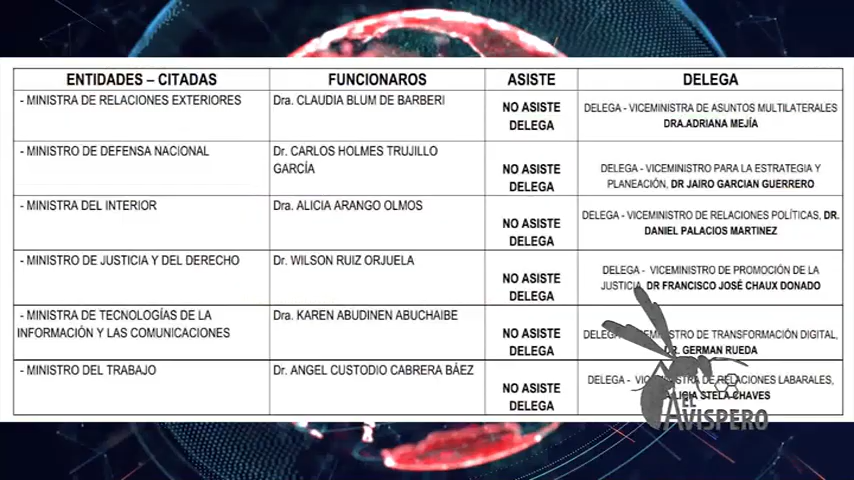 ENTIDADES – CITADAS FUNCIONAROS ASISTE DELEGA
- MINISTRA DE RELACIONES EXTERIORES Dra. CLAUDIA BLUM DE BARBERI NO ASISTE DELEGA DELEGA - VICEMINISTRA DE ASUNTOS MULTILATERALES
DRA.ADRIANA MEJÍA
- MINISTRO DE DEFENSA NACIONAL Dr. CARLOS HOLMES TRUJILLO
GARCÍA NO ASISTE
DELEGA DELEGA - VICEMINISTRO PARA LA ESTRATEGIA Y
PLANEACIÓN, DR JAIRO GARCIAN GUERRERO
- MINISTRA DEL INTERIOR Dra. ALICIA ARANGO OLMOS NO ASISTE
DELEGA DELEGA - VICEMINISTRO DE RELACIONES POLÍTICAS, DR.
DANIEL PALACIOS MARTINEZ
- MINISTRO DE JUSTICIA Y DEL DERECHO Dr. WILSON RUIZ ORJUELA NO ASISTE
DELEGA DELEGA - VICEMINISTRO DE PROMOCIÓN DE LA
JUSTICIA, DR FRANCISCO JOSÉ CHAUX DONADO
- MINISTRA DE TECNOLOGÍAS DE LA
INFORMACIÓN Y LAS COMUNICACIONES Dra. KAREN ABUDINEN ABUCHAIBE NO ASISTE
DELEGA DELEGA DE TRANSFORMACIÓN DIGITAL,
DR. GERMAN RUEDA
- MINISTRO DEL TRABAJO Dr. ANGEL CUSTODIO CABRERA BÁEZ NO ASISTE
DELEGA DELEGA - DE RELACIONES LABARALES,
STELA CHAVES
EL
AVISPERO